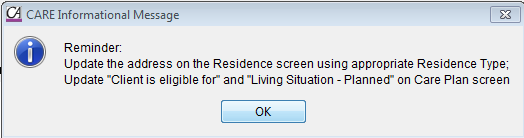 CA CARE Informational Message
Reminder:
Update the address on the Residence screen using appropriate Residence Type;
Update "Client is eligible for" and "Living Situation - Planned" on Care Plan screen
OK